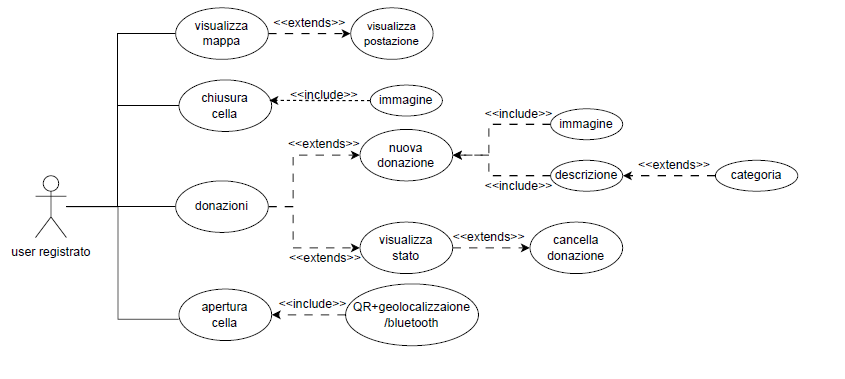 visualizza
mappa
<<extends>>
visualizza
postazione
chiusura
cella
<<include>>
immagine
<<extends>>
nuova
donazione
<<include>>
immagine
<<include>>
descrizione
<<extends>>
categoria
user registrato
donazioni
<<extends>>
visualizza
stato
<<extends>>
cancella
donazione
apertura
cella
<<include>>
QR+geolocalizzaione
/bluetooth